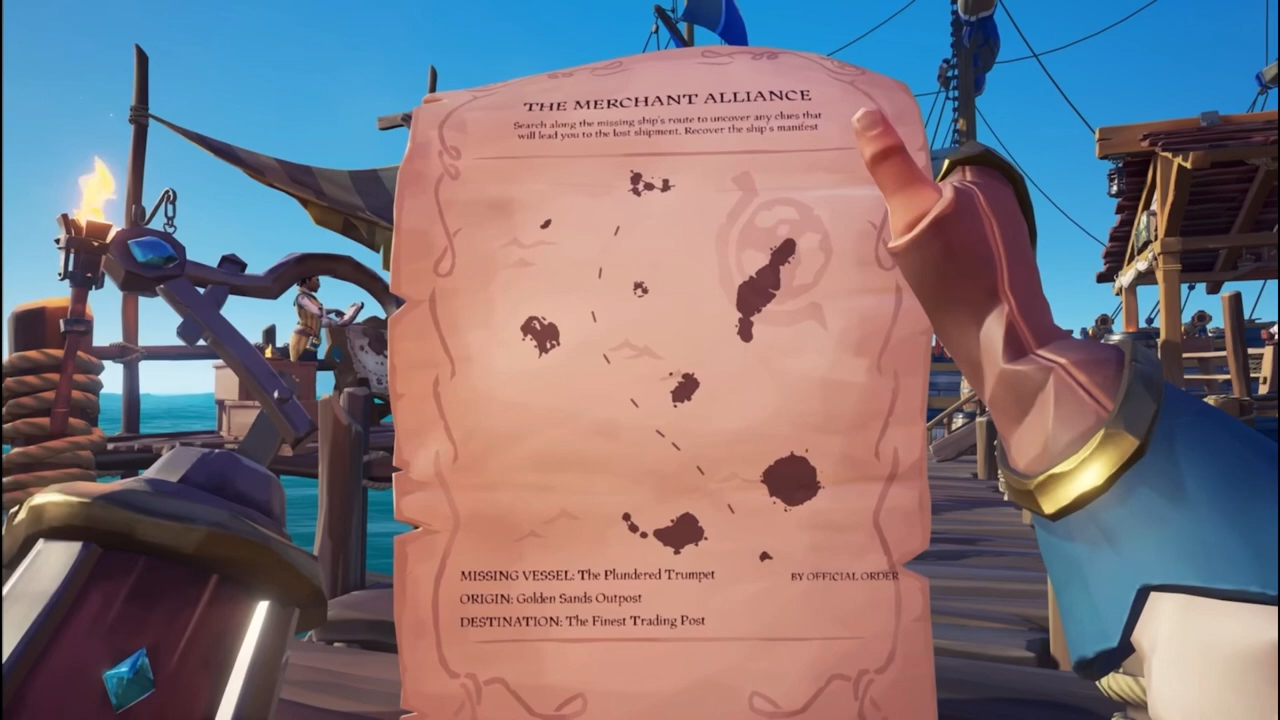 THE MERCHANT ALLIANCE
Search along the missing ship's route to uncover any clues that
will lead you to the lost shipment. Recover the ship's manifest
MISSING VESSEL: The Plundered Trumpet
BY OFFICIAL ORDER
ORIGIN: Golden Sands Outpost
DESTINATION: The Finest Trading Post